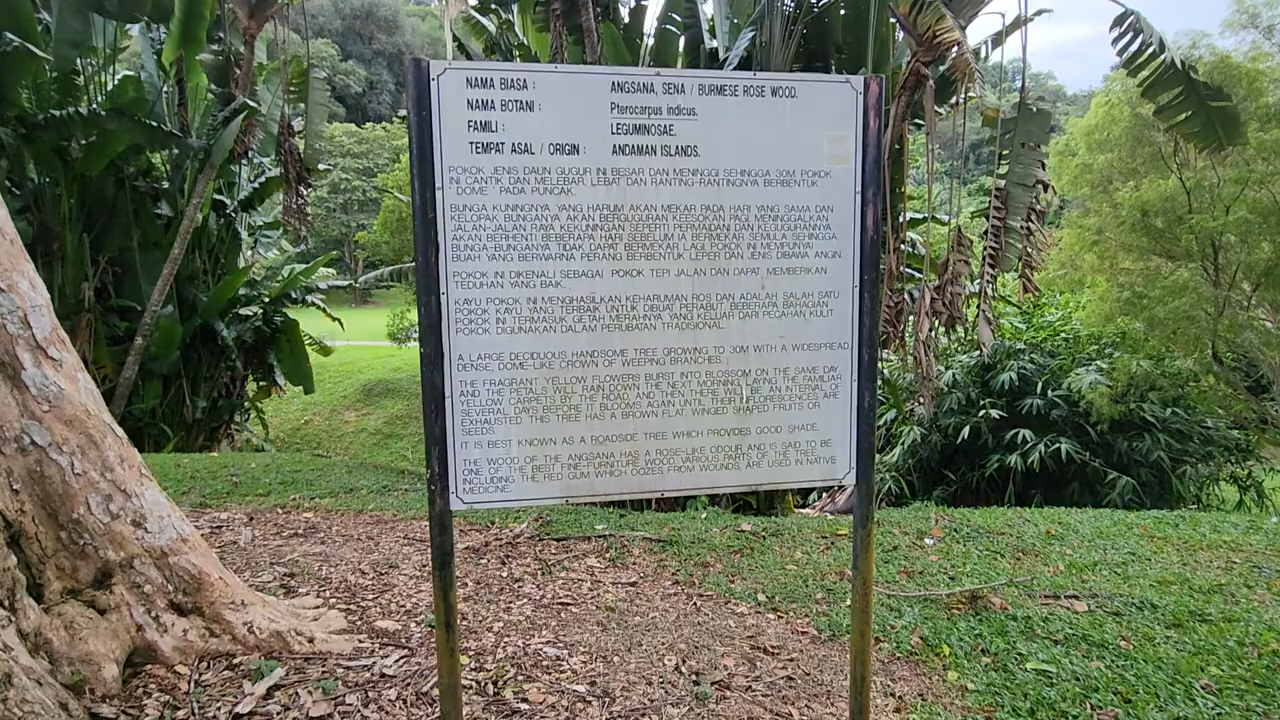 NAMA BIASA : ANGSANA, SENA / BURMESE ROSE WOOD.
NAMA BOTANI : Pterocarpus indicus.
FAMILI : LEGUMINOSAE.
TEMPAT ASAL / ORIGIN : ANDAMAN ISLANDS.
POKOK JENIS DAUN GUGUR INI BESAR DAN MENINGGI SEHINGGA 30M. POKOK
INI CANTIK DAN MELEBAR, LEBAT DAN RANTING-RANTINGNYA BERBENTUK
' DOME ' PADA PUNCAK.
BUNGA KUNINGNYA YANG HARUM AKAN MEKAR PADA HARI YANG SAMA DAN
KELOPAK BUNGANYA AKAN BERGUGURAN KEESOKAN PAGI, MENINGGALKAN
JALAN-JALAN RAYA KEKUNINGAN SEPERTI PERMAIDANI DAN KEGUGURANNYA
AKAN BERHENTI BEBERAPA HARI SEBELUM IA BERMEKAR SEMULA SEHINGGA
BUNGA-BUNGANYA TIDAK DAPAT BERMEKAR LAGI. POKOK INI MEMPUNYAI
BUAH YANG BERWARNA PERANG BERBENTUK LEPER DAN JENIS DIBAWA ANGIN.
POKOK INI DIKENALI SEBAGAI POKOK TEPI JALAN DAN DAPAT MEMBERIKAN
TEDUHAN YANG BAIK.
KAYU POKOK INI MENGHASILKAN KEHARUMAN ROS DAN ADALAH SALAH SATU
POKOK KAYU YANG TERBAIK UNTUK DIBUAT PERABUT. BEBERAPA BAHAGIAN
POKOK INI TERMASUK GETAH MERAHNYA YANG KELUAR DARI PECAHAN KULIT
POKOK DIGUNAKAN DALAM PERUBATAN TRADISIONAL.
A LARGE DECIDUOUS HANDSOME TREE GROWING TO 30M WITH A WIDESPREAD,
DENSE, DOME-LIKE CROWN OF WEEPING BRANCHES.
THE FRAGRANT YELLOW FLOWERS BURST INTO BLOSSOM ON THE SAME DAY,
AND THE PETALS WILL RAIN DOWN THE NEXT MORNING, LAYING THE FAMILIAR
YELLOW CARPETS BY THE ROAD, AND THEN THERE WILL BE AN INTERVAL OF
SEVERAL DAYS BEFORE IT BLOOMS AGAIN UNTIL THEIR INFLORESCENCES ARE
EXHAUSTED. THIS TREE HAS A BROWN FLAT, WINGED SHAPED FRUITS OR
SEEDS.
IT IS BEST KNOWN AS A ROADSIDE TREE WHICH PROVIDES GOOD SHADE.
THE WOOD OF THE ANGSANA HAS A ROSE-LIKE ODOUR AND IS SAID TO BE
ONE OF THE BEST FINE-FURNITURE WOOD. VARIOUS PARTS OF THE TREE,
INCLUDING THE RED GUM WHICH OOZES FROM WOUNDS, ARE USED IN NATIVE
MEDICINE.